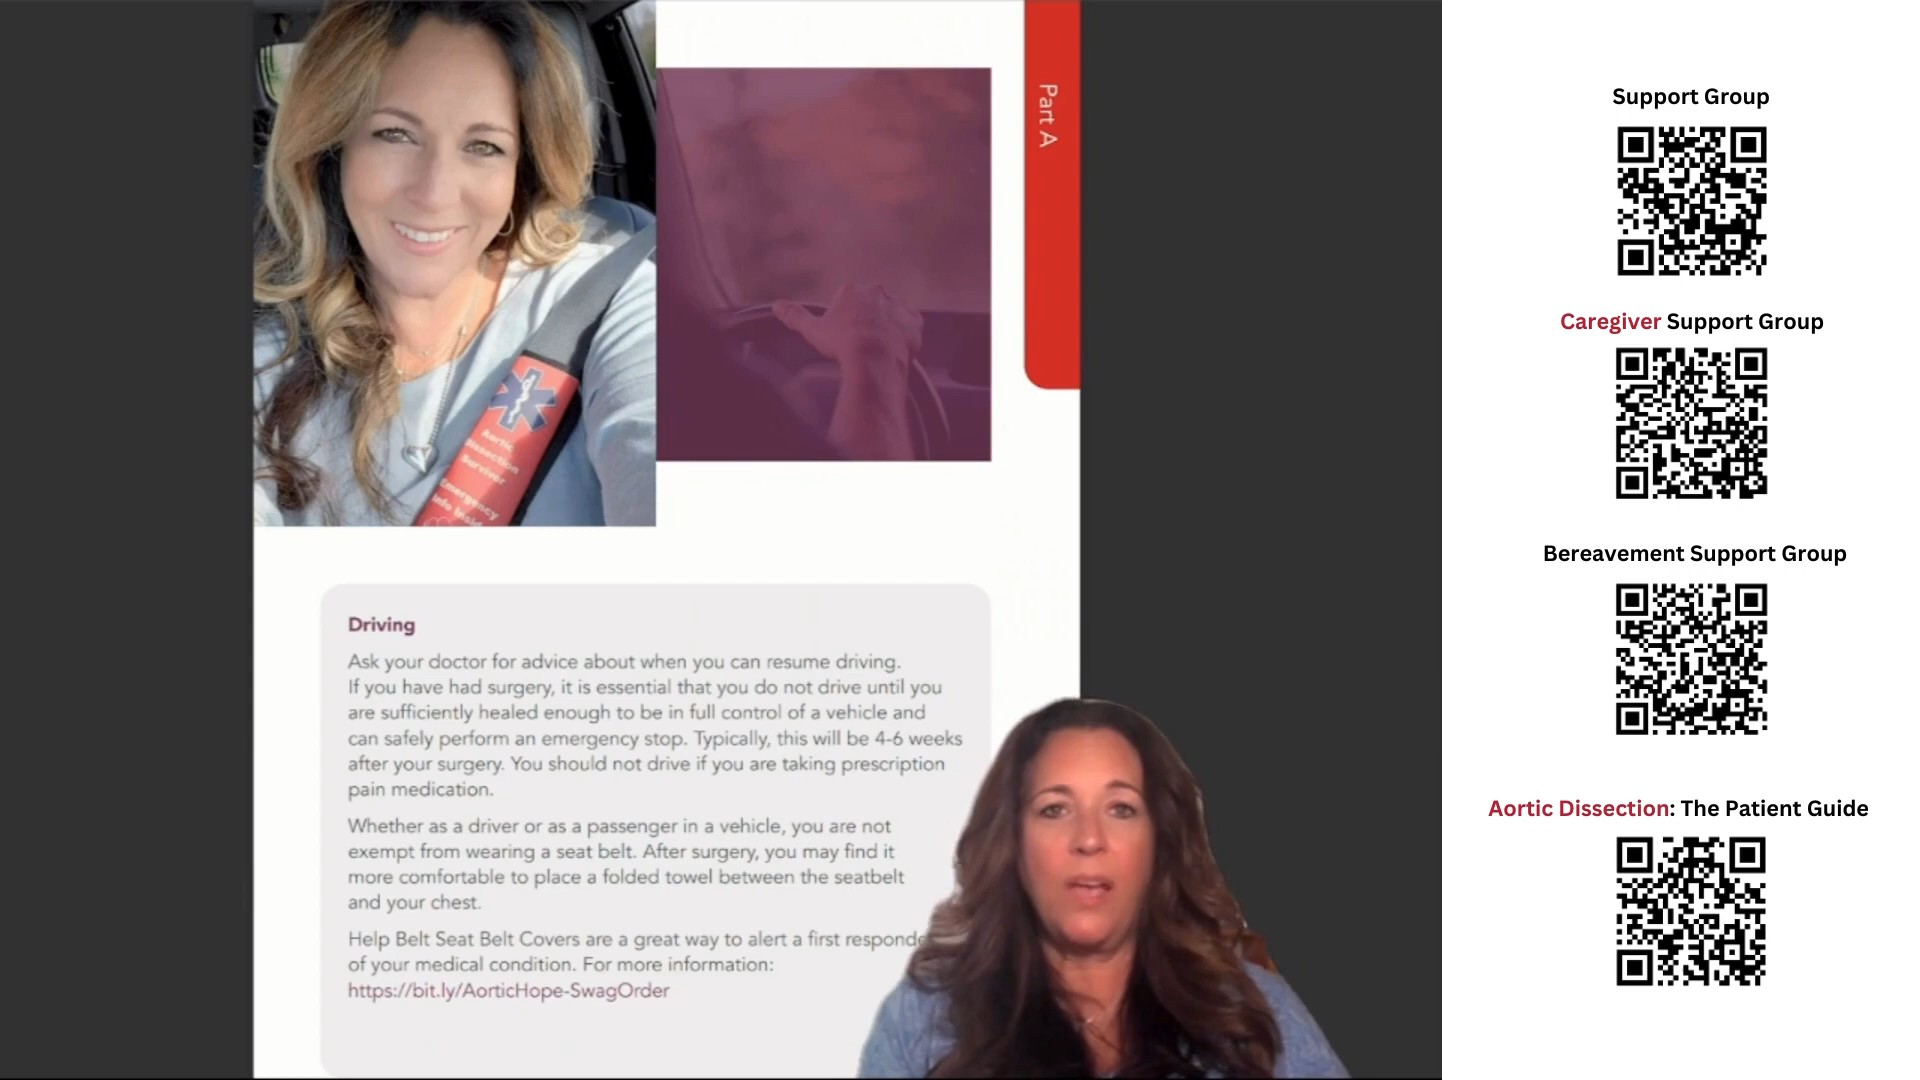 Part A
Aortic
Dissection
Survivor
Emergency
Info Inside
Driving
Ask your doctor for advice about when you can resume driving.
If you have had surgery, it is essential that you do not drive until you
are sufficiently healed enough to be in full control of a vehicle and
can safely perform an emergency stop. Typically, this will be 4-6 weeks
after your surgery. You should not drive if you are taking prescription
pain medication.
Whether as a driver or as a passenger in a vehicle, you are not
exempt from wearing a seat belt. After surgery, you may find it
more comfortable to place a folded towel between the seatbelt
and your chest.
Help Belt Seat Belt Covers are a great way to alert a first responde
of your medical condition. For more information:
https://bit.ly/AorticHope-SwagOrder
Support Group
Caregiver Support Group
Bereavement Support Group
Aortic Dissection: The Patient Guide